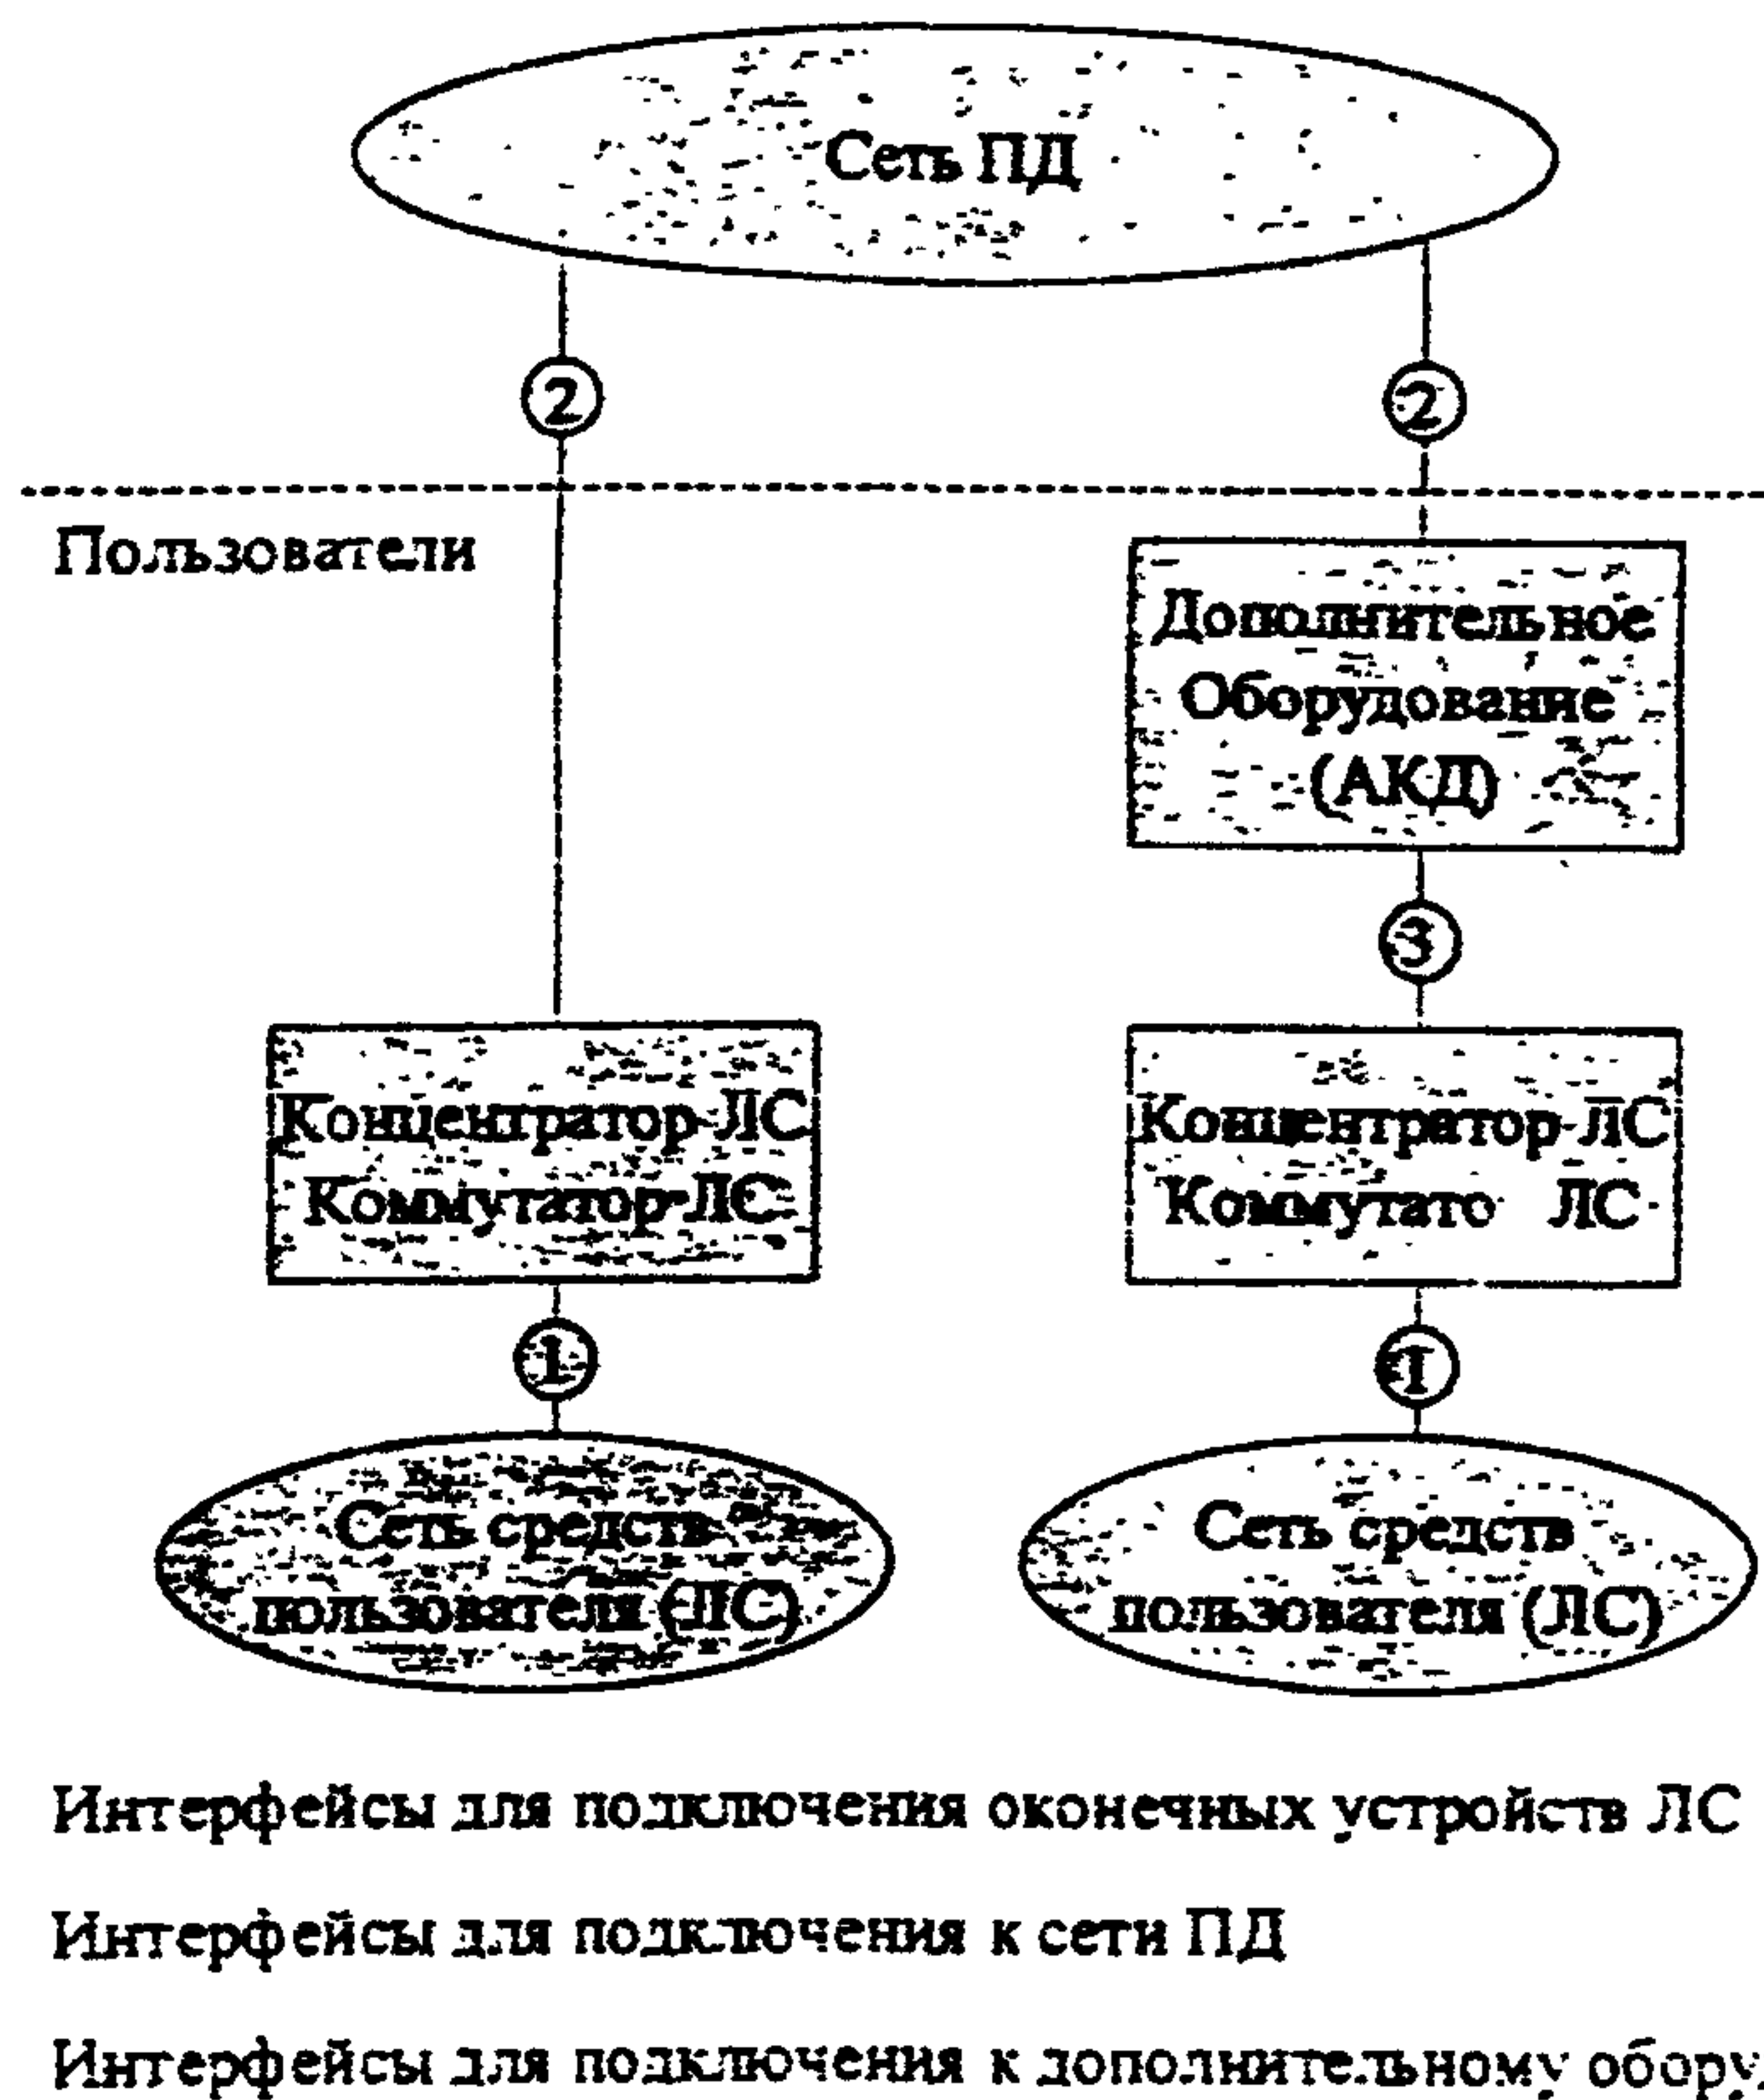 Сеть ПД
2
2
Пользователи
Дополнительное
Оборудование
(АКД)
3
Концентратор ЛС
Коммутатор ЛС
Концентратор ЛС
Коммутато ЛС
1
1
Сеть средств
пользователя (ЛС)
Сеть средств
пользователя (ЛС)
Интерфейсы для подключения оконечных устройств ЛС
Интерфейсы для подключения к сети ПД
Интерфейсы для подключения к дополнительному